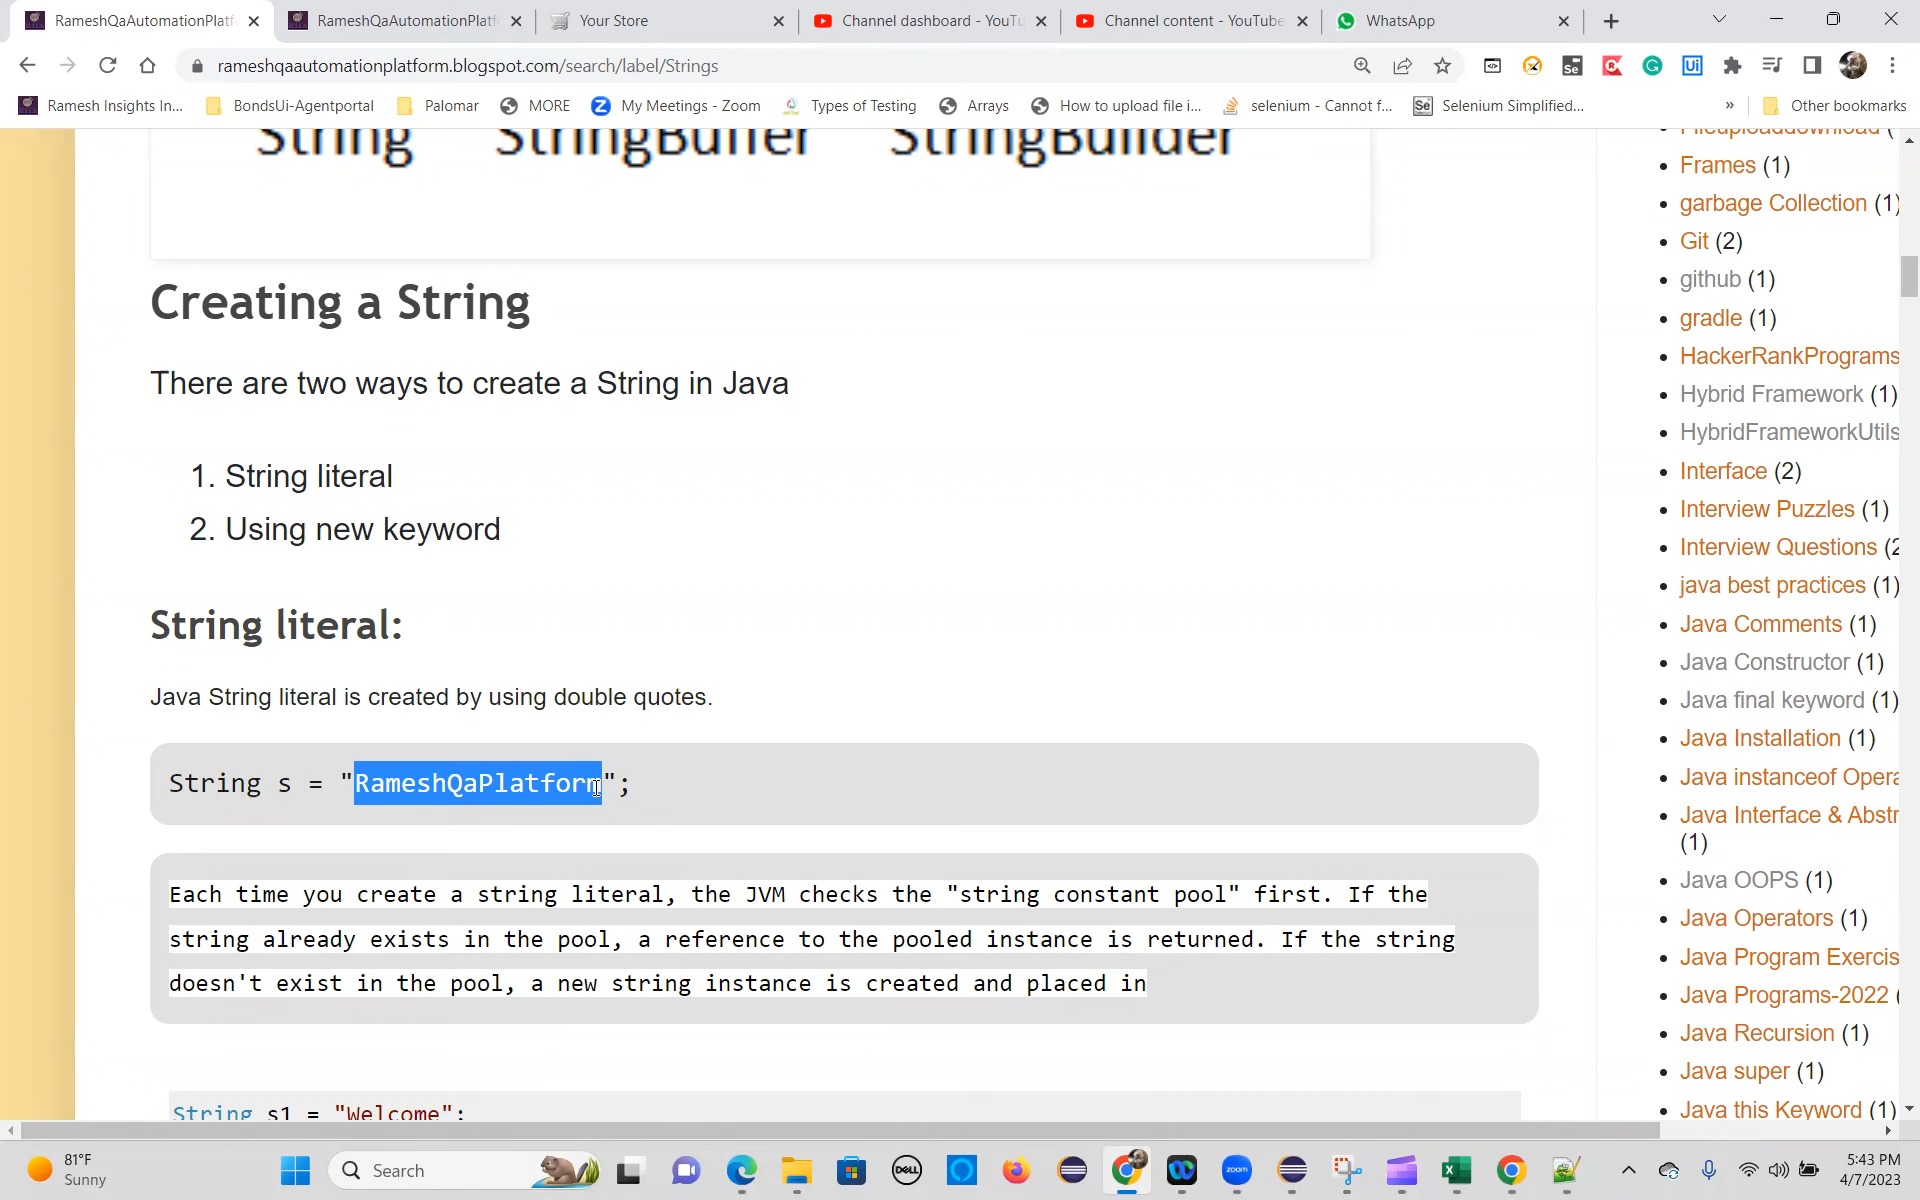 RameshQaAutomationPlatf
RameshQaAutomationPlatf
Your Store
Channel dashboard - YouTu
Channel content - YouTube
WhatsApp
rameshqaautomationplatform.blogspot.com/search/label/Strings
Ramesh Insights In...
BondsUi-Agentportal
Palomar
MORE
My Meetings - Zoom
Types of Testing
Arrays
How to upload file i...
selenium - Cannot f...
Selenium Simplified...
»
Other bookmarks
String StringBuffer StringBuilder
Creating a String
There are two ways to create a String in Java
1. String literal
2. Using new keyword
String literal:
Java String literal is created by using double quotes.
String s = "RameshQaPlatform";
Each time you create a string literal, the JVM checks the "string constant pool" first. If the
string already exists in the pool, a reference to the pooled instance is returned. If the string
doesn't exist in the pool, a new string instance is created and placed in
String s1 = "Welcome";
Fileuploaddownload (
Frames (1)
garbage Collection (1)
Git (2)
github (1)
gradle (1)
HackerRankPrograms
Hybrid Framework (1)
HybridFrameworkUtils
Interface (2)
Interview Puzzles (1)
Interview Questions (2
java best practices (1)
Java Comments (1)
Java Constructor (1)
Java final keyword (1)
Java Installation (1)
Java instanceof Opera
Java Interface & Abstr
(1)
Java OOPS (1)
Java Operators (1)
Java Program Exercis
Java Programs-2022 (
Java Recursion (1)
Java super (1)
Java this Keyword (1)
81°F
Sunny
Search
DELL
zoom
5:43 PM
4/7/2023